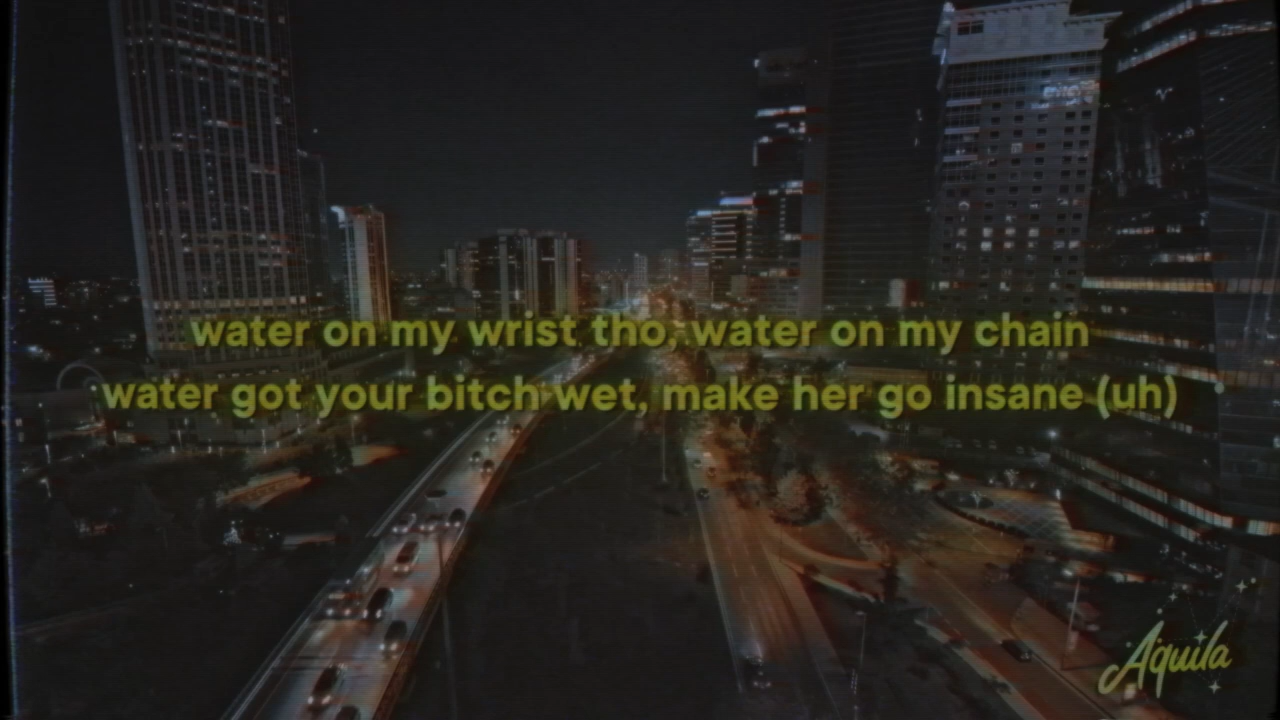 water on my wrist tho, water on my chain
water got your bitch wet, make her go insane (uh)
Aquila